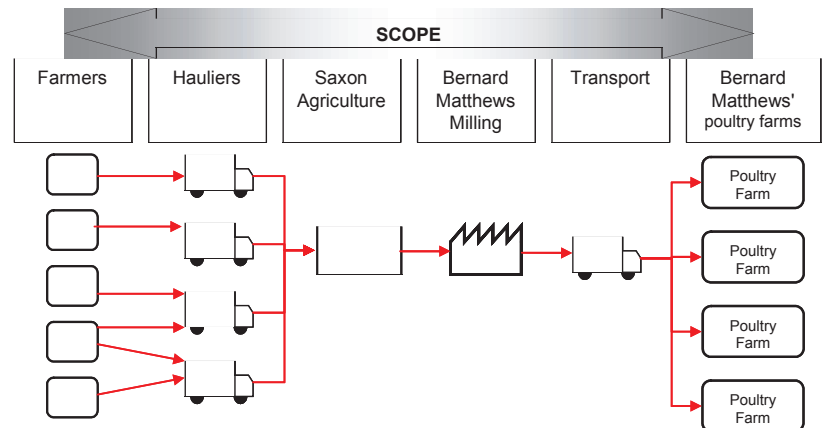 SCOPE
Farmers
Hauliers
Saxon
Agriculture
Bernard
Matthews
Milling
Transport
Bernard
Matthews'
poultry farms
Poultry
Farm
Poultry
Farm
Poultry
Farm
Poultry
Farm